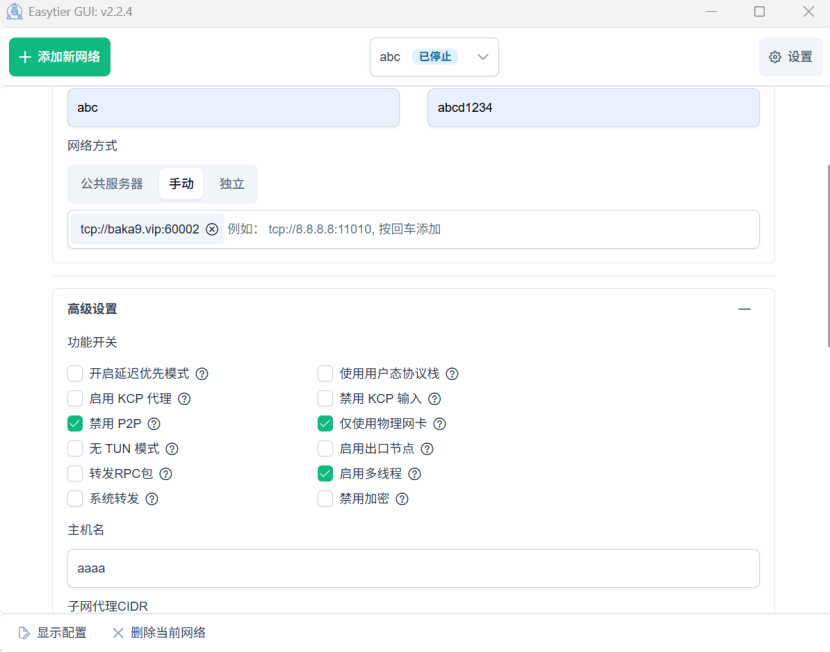 Easytier GUI: v2.2.4
添加新网络
abc 已停止
设置
abc
abcd1234
网络方式
公共服务器 手动 独立
tcp://baka9.vip:60002 例如： tcp://8.8.8.8:11010, 按回车添加
高级设置
功能开关
开启延迟优先模式 使用用户态协议栈
启用 KCP 代理 禁用 KCP 输入
禁用 P2P 仅使用物理网卡
无 TUN 模式 启用出口节点
转发RPC包 启用多线程
系统转发 禁用加密
主机名
aaaa
子网代理CIDR
显示配置 删除当前网络